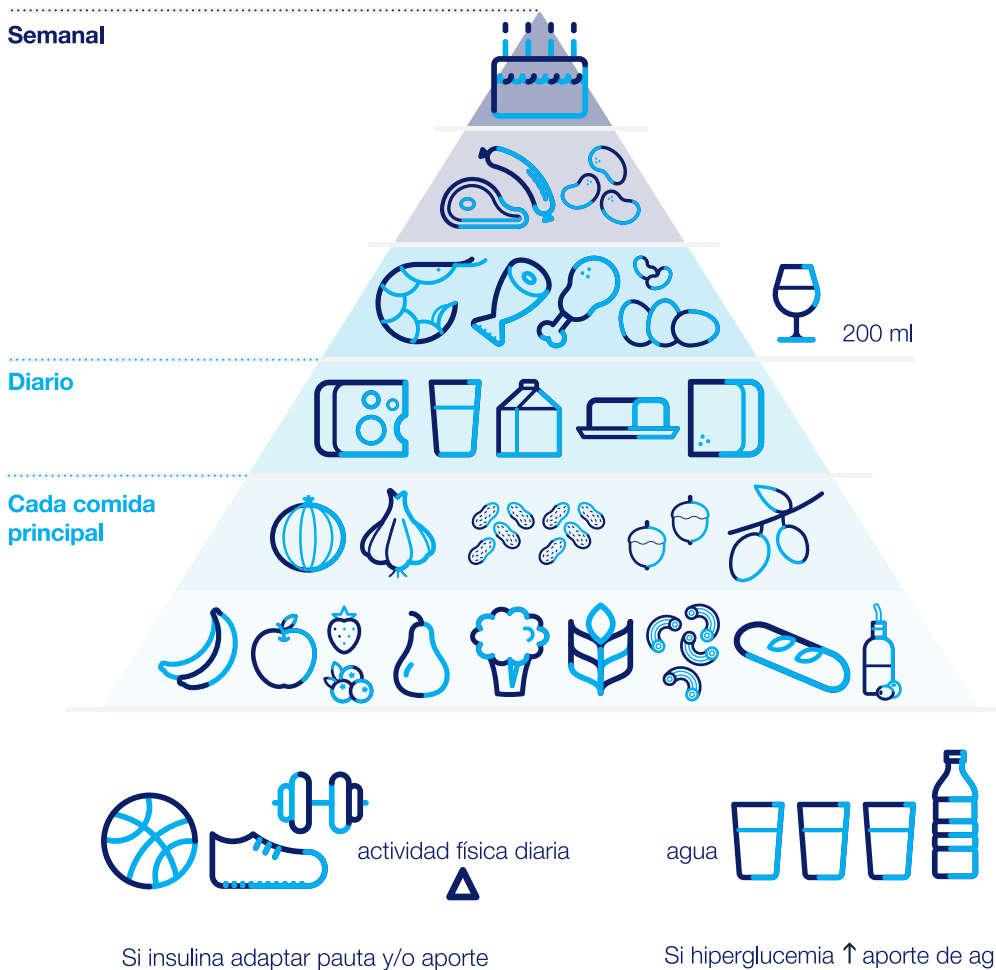 Semanal
200 ml
Diario
Cada comida
principal
actividad física diaria
agua
Si insulina adaptar pauta y/o aporte
Si hiperglucemia ↑ aporte de ag